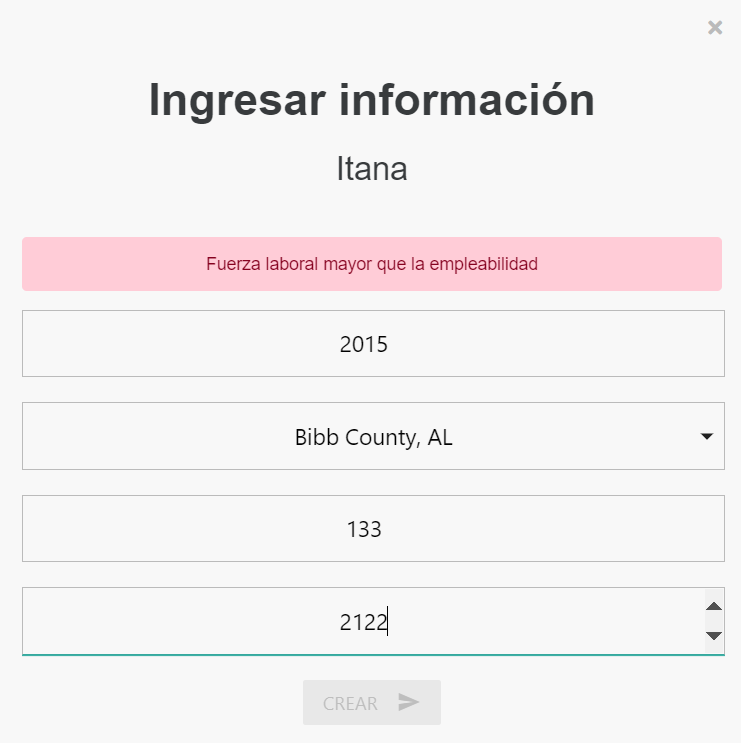 Ingresar información
Itana
Fuerza laboral mayor que la empleabilidad
2015
Bibb County, AL
133
2122
CREAR